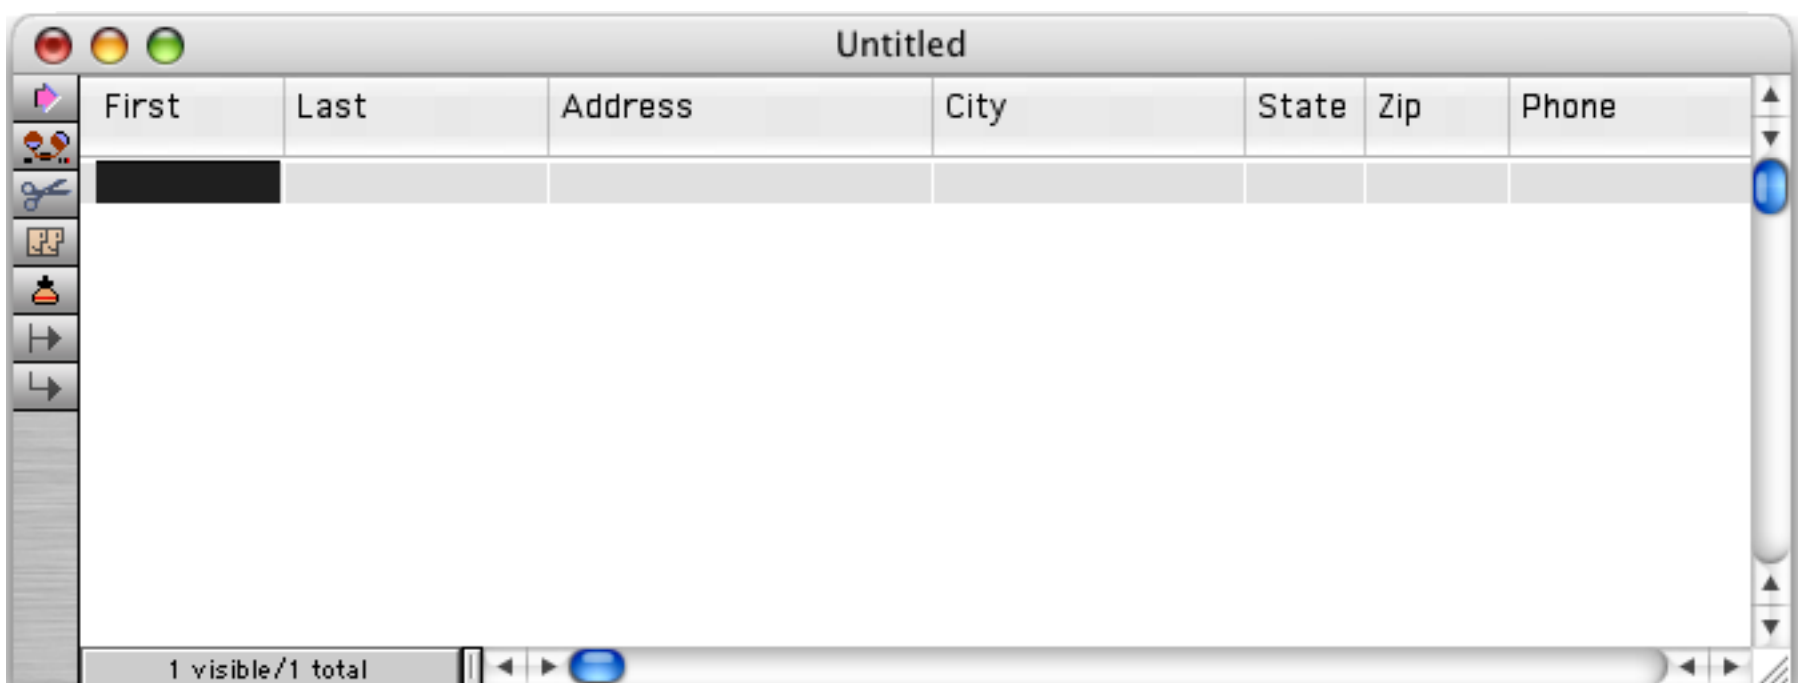 Untitled
First Last Address City State Zip Phone
1 visible/1 total